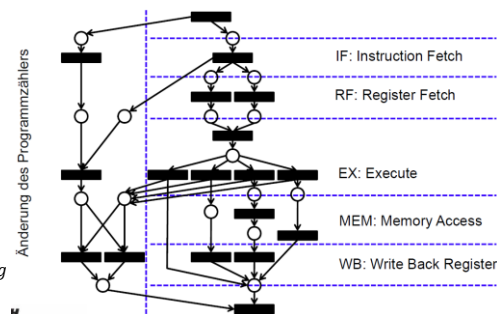 Änderung des Programmzählers
IF: Instruction Fetch
RF: Register Fetch
EX: Execute
MEM: Memory Access
WB: Write Back Register
g